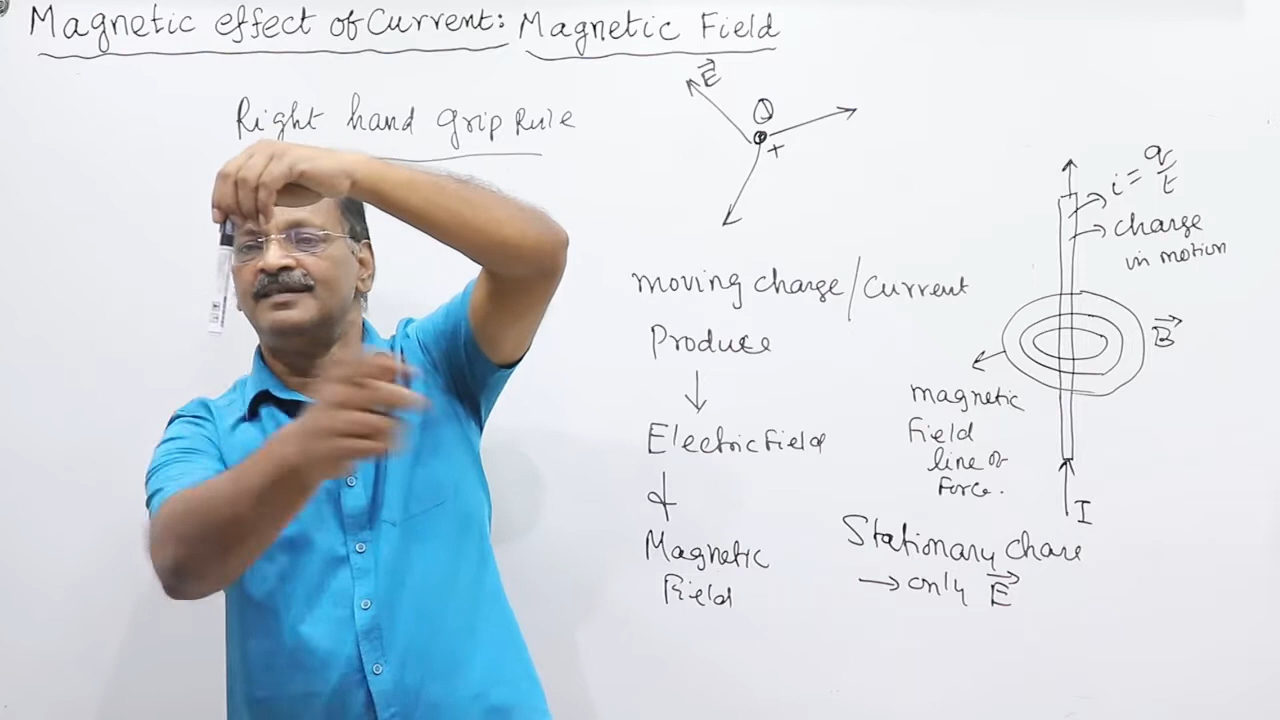 Magnetic effect of Current: Magnetic Field
Right hand grip Rule
E
Q
+
moving charge/current
Produce
Electric Field
&
Magnetic
Field
i = q/t
charge
in motion
B
magnetic
Field
line of
Force.
I
Stationary chare
→ only E